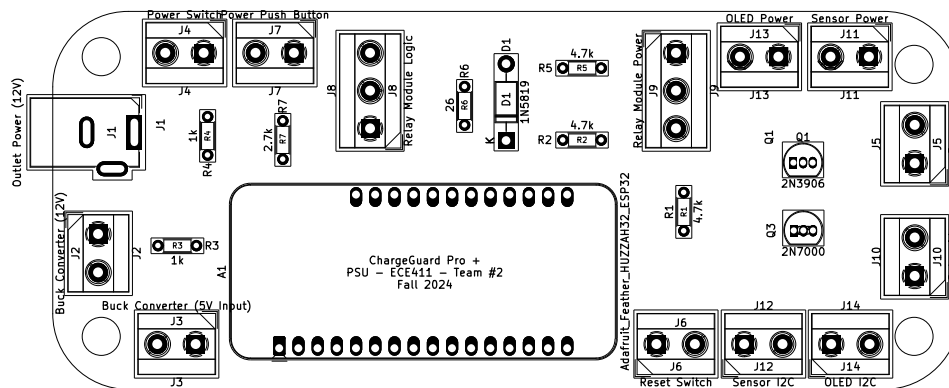 Power Switch
Power Push Button
OLED Power
Sensor Power
J4
J7
J13
J11
J4
J7
J13
J11
J8
J8
Relay Module Logic
R6
R6
26
D1
D1
1N5819
K
4.7k
R5
R5
4.7k
R2
R2
Relay Module Power
J9
J9
Outlet Power (12V)
J1
J1
1k
R4
R4
R7
R7
2.7k
Q1
Q1
2N3906
J5
J5
R1
R1
4.7k
Q3
2N7000
J10
J10
Buck Converter (12V)
J2
J2
R3
R3
1k
A1
ChargeGuard Pro +
PSU - ECE411 - Team #2
Fall 2024
Adafruit_Feather_HUZZAH32_ESP32
Buck Converter (5V Input)
J3
J3
J6
J6
Reset Switch
J12
J12
Sensor I2C
J14
J14
OLED I2C